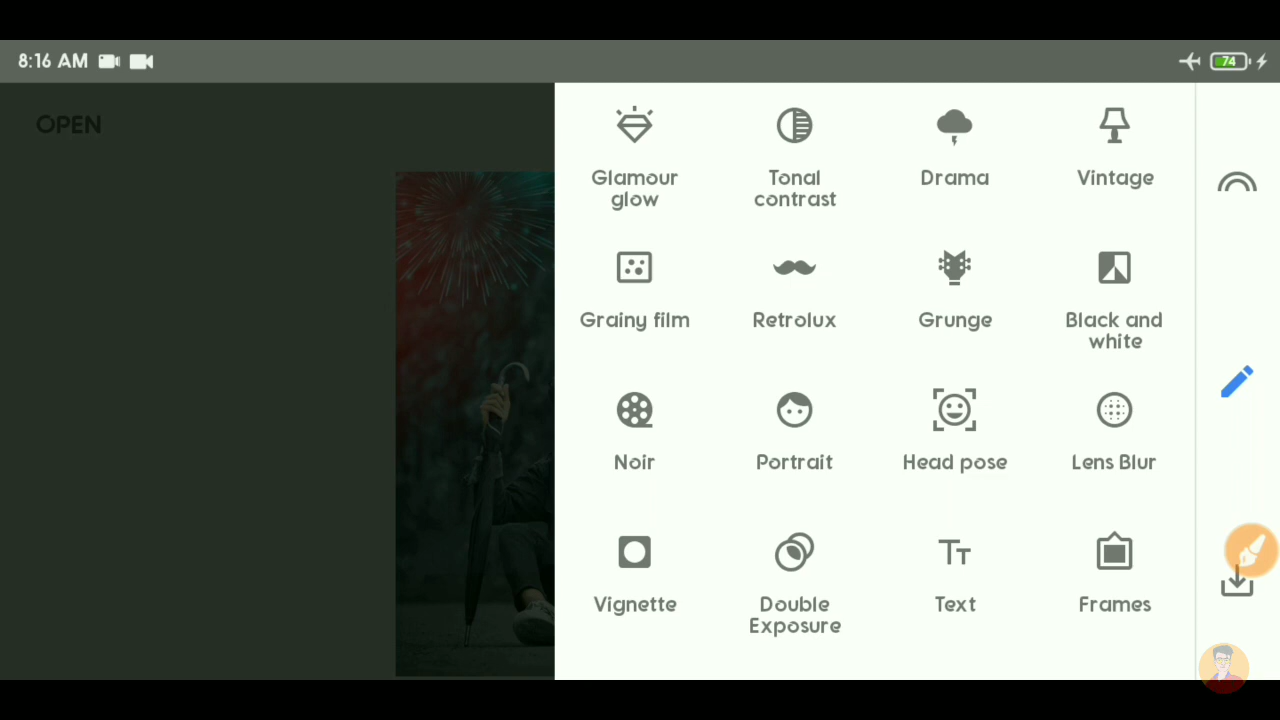 8:16 AM
74
OPEN
Glamour
glow
Tonal
contrast
Drama
Vintage
Grainy film
Retrolux
Grunge
Black and
white
Noir
Portrait
Head pose
Lens Blur
Vignette
Double
Exposure
Text
Frames